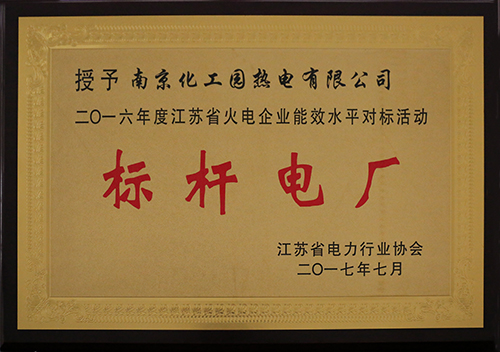 授予 南京化工园热电有限公司
二〇一六年度江苏省火电企业能效水平对标活动
标杆电厂
江苏省电力行业协会
二〇一七年七月